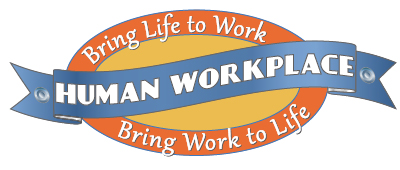 Bring Life to Work
HUMAN WORKPLACE
Bring Work to Life